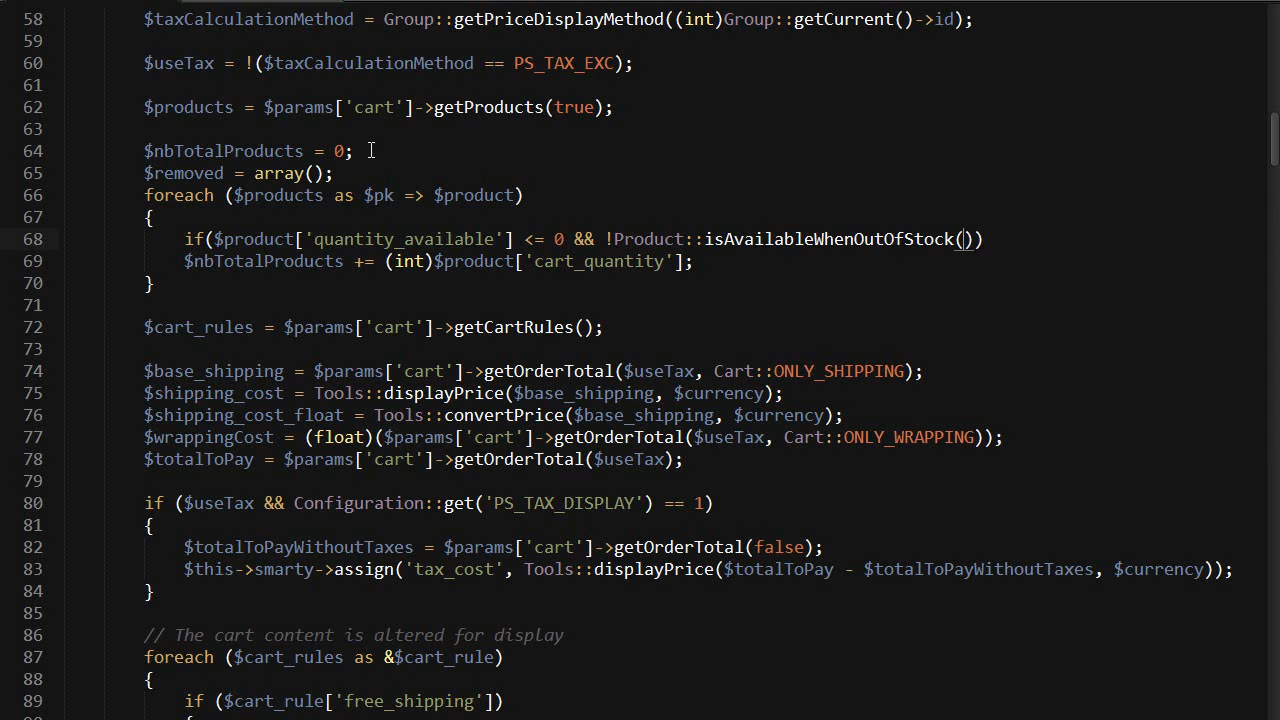 58 $taxCalculationMethod = Group::getPriceDisplayMethod((int)Group::getCurrent()->id);
59
60 $useTax = !($taxCalculationMethod == PS_TAX_EXC);
61
62 $products = $params['cart']->getProducts(true);
63
64 $nbTotalProducts = 0;
65 $removed = array();
66 foreach ($products as $pk => $product)
67 {
68 if($product['quantity_available'] <= 0 && !Product::isAvailableWhenOutOfStock())
69 $nbTotalProducts += (int)$product['cart_quantity'];
70 }
71
72 $cart_rules = $params['cart']->getCartRules();
73
74 $base_shipping = $params['cart']->getOrderTotal($useTax, Cart::ONLY_SHIPPING);
75 $shipping_cost = Tools::displayPrice($base_shipping, $currency);
76 $shipping_cost_float = Tools::convertPrice($base_shipping, $currency);
77 $wrappingCost = (float)($params['cart']->getOrderTotal($useTax, Cart::ONLY_WRAPPING));
78 $totalToPay = $params['cart']->getOrderTotal($useTax);
79
80 if ($useTax && Configuration::get('PS_TAX_DISPLAY') == 1)
81 {
82 $totalToPayWithoutTaxes = $params['cart']->getOrderTotal(false);
83 $this->smarty->assign('tax_cost', Tools::displayPrice($totalToPay - $totalToPayWithoutTaxes, $currency));
84 }
85
86 // The cart content is altered for display
87 foreach ($cart_rules as &$cart_rule)
88 {
89 if ($cart_rule['free_shipping'])